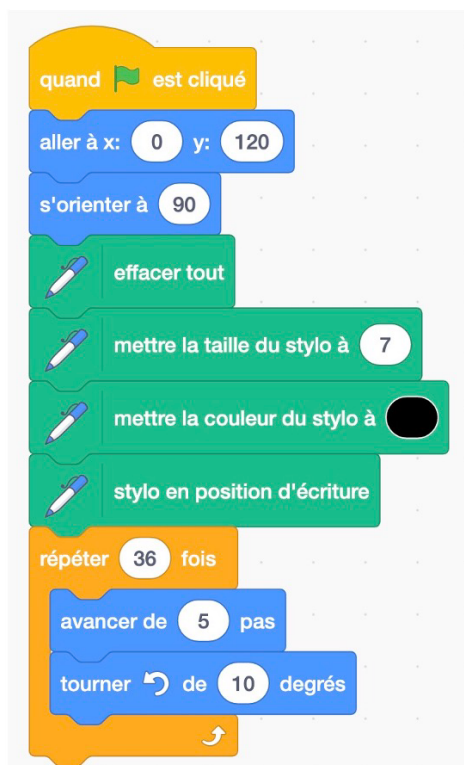 quand est cliqué
aller à x: 0 y: 120
s'orienter à 90
effacer tout
mettre la taille du stylo à 7
mettre la couleur du stylo à
stylo en position d'écriture
répéter 36 fois
avancer de 5 pas
tourner de 10 degrés